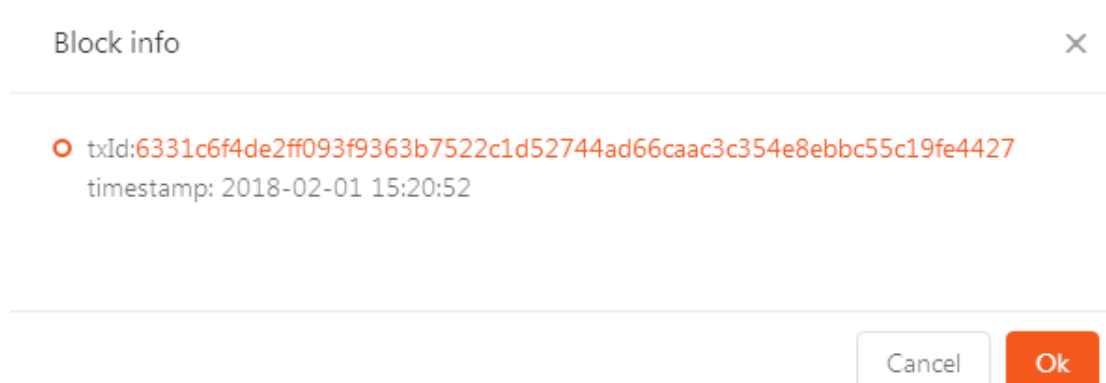 Block info
txId:6331c6f4de2ff093f9363b7522c1d52744ad66caac3c354e8ebbc55c19fe4427
timestamp: 2018-02-01 15:20:52
Cancel
Ok